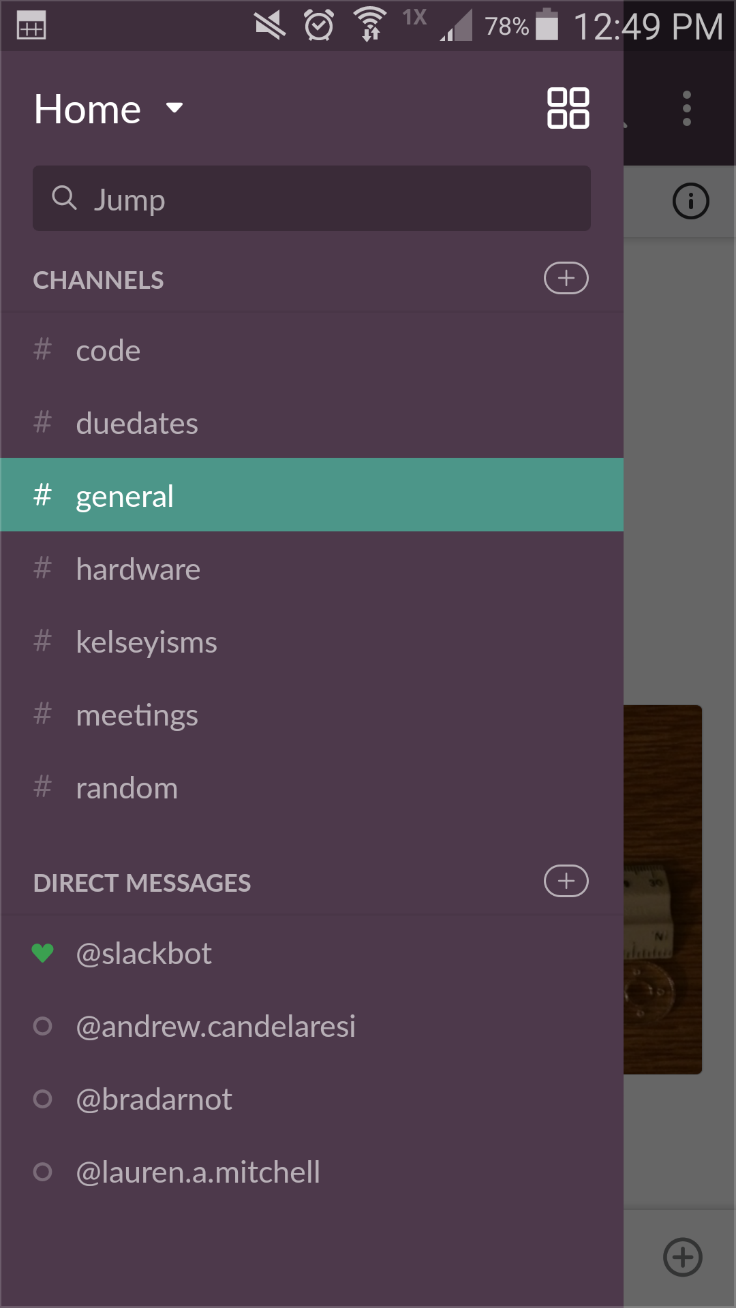 1X 78% 12:49 PM
Home
Jump
CHANNELS
# code
# duedates
# general
# hardware
# kelseyisms
# meetings
# random
DIRECT MESSAGES
@slackbot
@andrew.candelaresi
@bradarnot
@lauren.a.mitchell